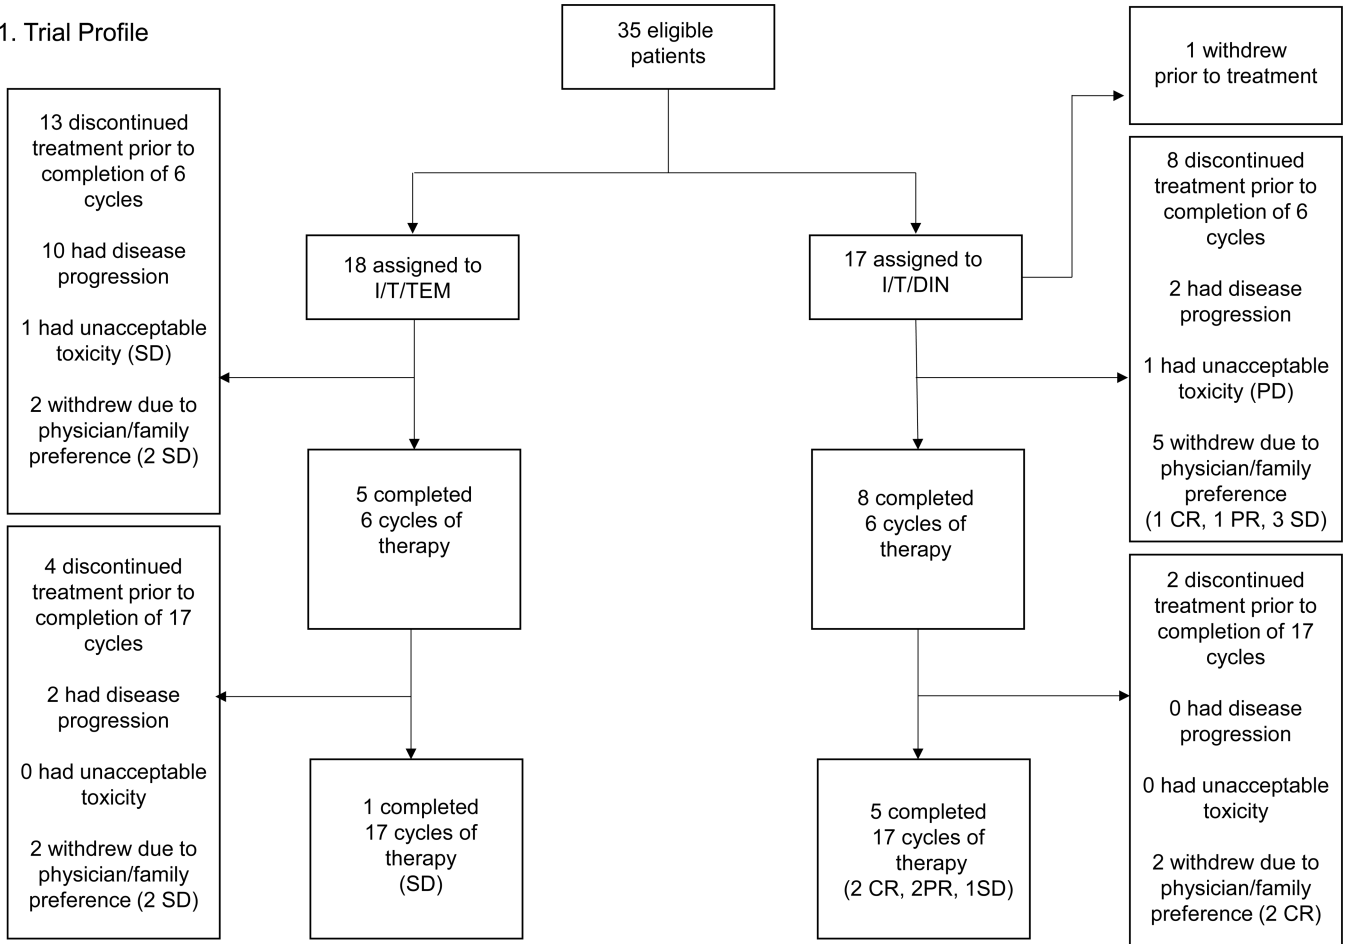 1. Trial Profile
35 eligible
patients
1 withdrew
prior to treatment
13 discontinued
treatment prior to
completion of 6
cycles
10 had disease
progression
1 had unacceptable
toxicity (SD)
2 withdrew due to
physician/family
preference (2 SD)
18 assigned to
I/T/TEM
17 assigned to
I/T/DIN
8 discontinued
treatment prior to
completion of 6
cycles
2 had disease
progression
1 had unacceptable
toxicity (PD)
5 withdrew due to
physician/family
preference
(1 CR, 1 PR, 3 SD)
5 completed
6 cycles of
therapy
8 completed
6 cycles of
therapy
4 discontinued
treatment prior to
completion of 17
cycles
2 had disease
progression
0 had unacceptable
toxicity
2 withdrew due to
physician/family
preference (2 SD)
1 completed
17 cycles of
therapy
(SD)
5 completed
17 cycles of
therapy
(2 CR, 2PR, 1SD)
2 discontinued
treatment prior to
completion of 17
cycles
0 had disease
progression
0 had unacceptable
toxicity
2 withdrew due to
physician/family
preference (2 CR)